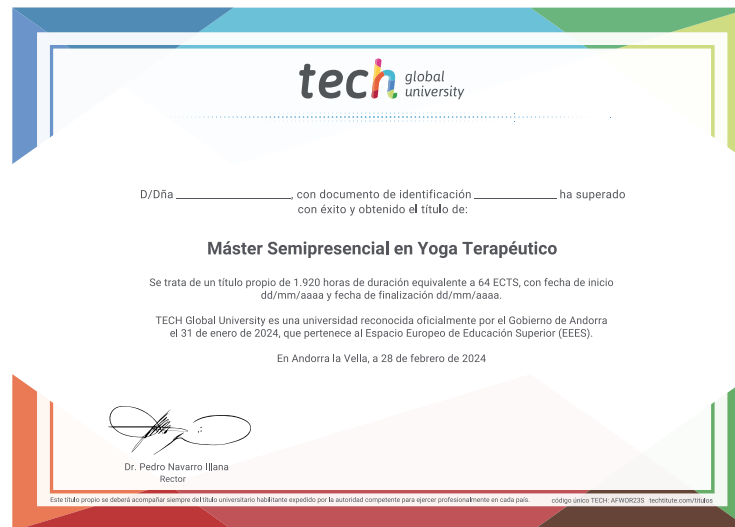 tech global university
D/Dña ____________________, con documento de identificación ______________ ha superado
con éxito y obtenido el título de:
Máster Semipresencial en Yoga Terapéutico
Se trata de un título propio de 1.920 horas de duración equivalente a 64 ECTS, con fecha de inicio
dd/mm/aaaa y fecha de finalización dd/mm/aaaa.
TECH Global University es una universidad reconocida oficialmente por el Gobierno de Andorra
el 31 de enero de 2024, que pertenece al Espacio Europeo de Educación Superior (EEES).
En Andorra la Vella, a 28 de febrero de 2024
Dr. Pedro Navarro Illana
Rector
Este título propio se deberá acompañar siempre del título universitario habilitante expedido por la autoridad competente para ejercer profesionalmente en cada país. código único TECH: AFWOR23S techtitute.com/titulos